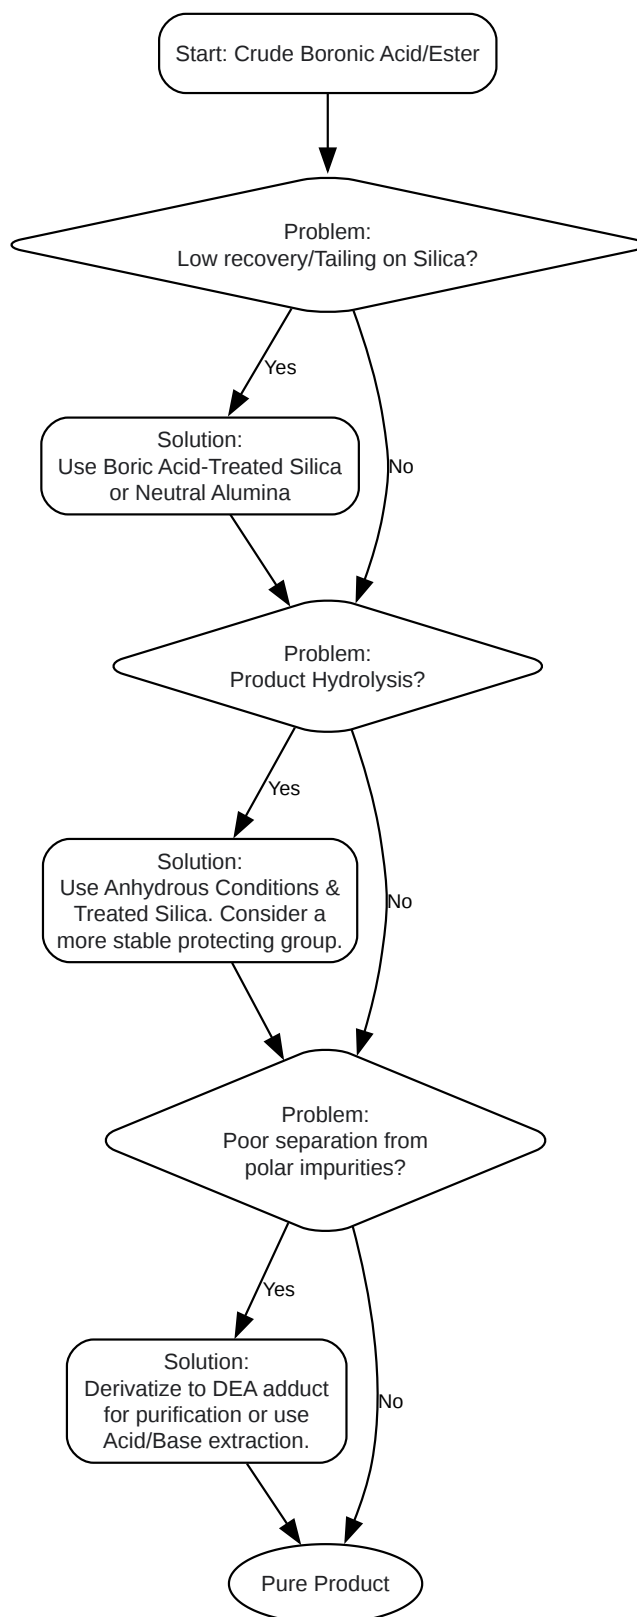 Start: Crude Boronic Acid/Ester
Problem:
Low recovery/Tailing on Silica?
Yes
Solution:
Use Boric Acid-Treated Silica
or Neutral Alumina
No
Problem:
Product Hydrolysis?
Yes
Solution:
Use Anhydrous Conditions &
Treated Silica. Consider a
more stable protecting group.
No
Problem:
Poor separation from
polar impurities?
Yes
Solution:
Derivatize to DEA adduct
for purification or use
Acid/Base extraction.
No
Pure Product